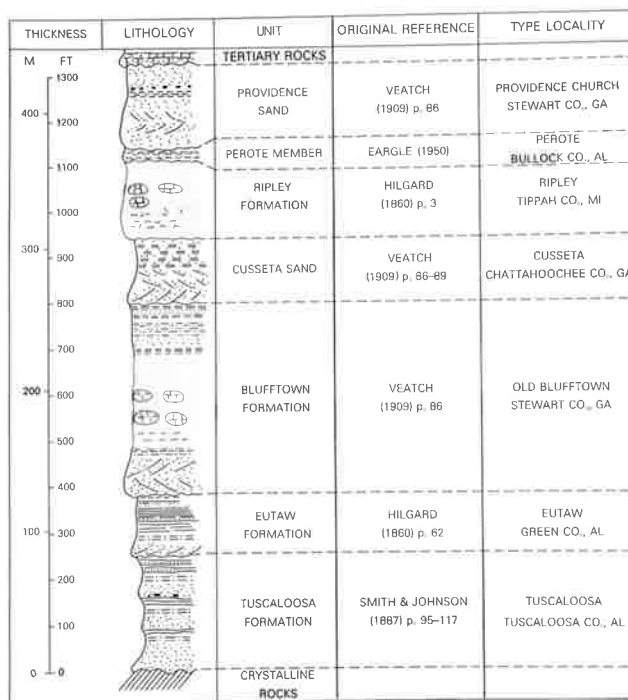 THICKNESS LITHOLOGY UNIT ORIGINAL REFERENCE TYPE LOCALITY
M FT
TERTIARY ROCKS
1300
400
1200
PROVIDENCE SAND
VEATCH (1909) p. 86
PROVIDENCE CHURCH STEWART CO., GA
1100
PEROTE MEMBER
EARGLE (1950)
PEROTE BULLOCK CO., AL
1000
RIPLEY FORMATION
HILGARD (1860) p. 3
RIPLEY TIPPAH CO., MI
300
900
CUSSETA SAND
VEATCH (1909) p. 86–89
CUSSETA CHATTAHOOCHEE CO., GA
800
700
200
600
500
BLUFFTOWN FORMATION
VEATCH (1909) p. 86
OLD BLUFFTOWN STEWART CO., GA
400
EUTAW FORMATION
HILGARD (1860) p. 62
EUTAW GREEN CO., AL
100
300
200
TUSCALOOSA FORMATION
SMITH & JOHNSON (1887) p. 95–117
TUSCALOOSA TUSCALOOSA CO., AL
100
0 0
CRYSTALLINE ROCKS